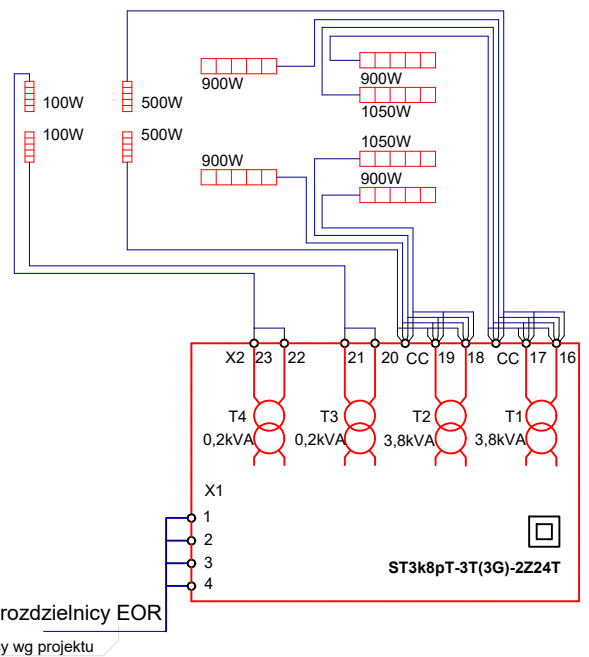 900W
900W
1050W
100W
500W
100W
500W
1050W
900W
900W
X2 23 22 21 20 CC 19 18 CC 17 16
T4 T3 T2 T1
0,2kVA 0,2kVA 3,8kVA 3,8kVA
X1
1
2
3
4
ST3k8pT-3T(3G)-2Z24T
rozdzielnicy EOR
wg projektu